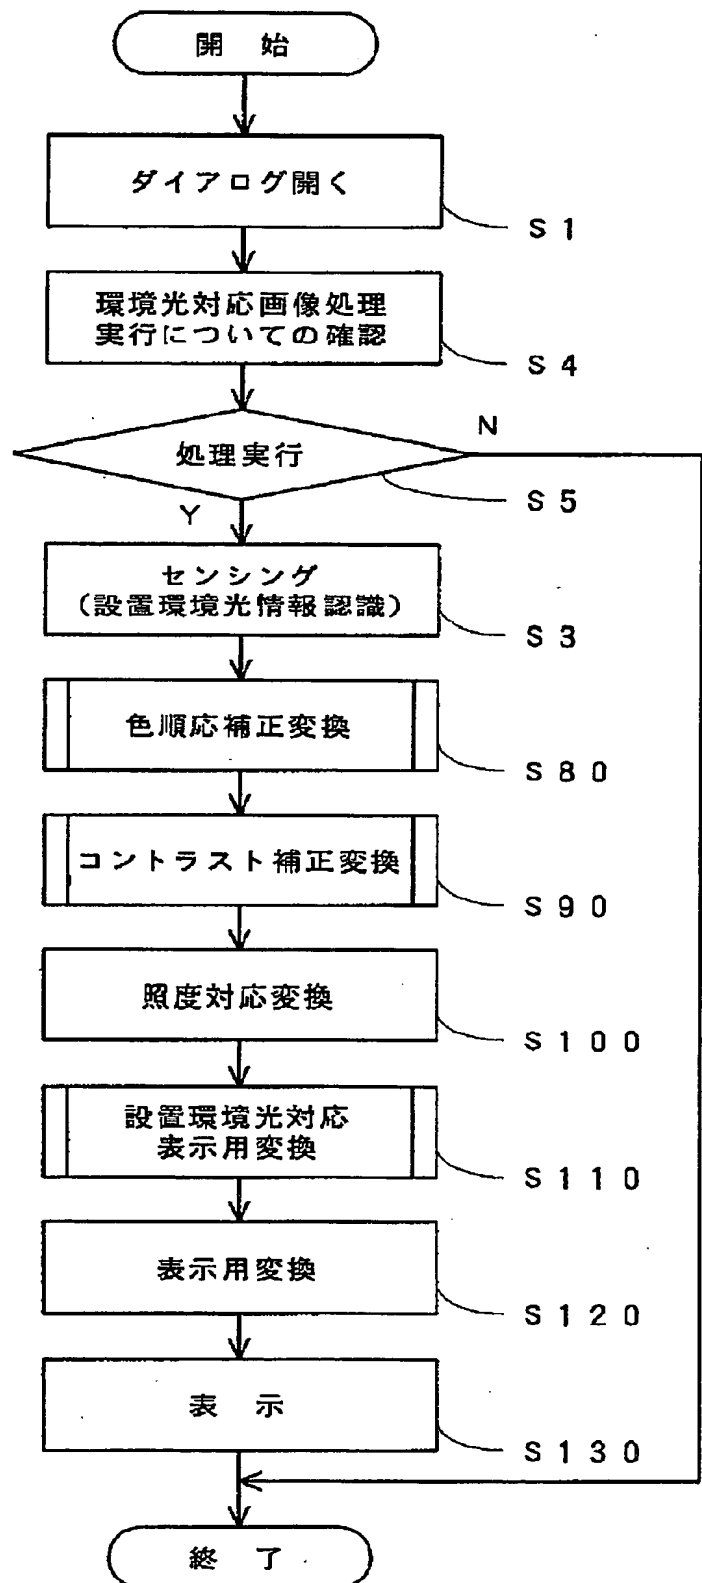 開 始
ダイアログ開く
S1
環境光対応画像処理
実行についての確認
S4
処理実行
N
S5
Y
センシング
(設置環境光情報認識)
S3
色順応補正変換
S80
コントラスト補正変換
S90
照度対応変換
S100
設置環境光対応
表示用変換
S110
表示用変換
S120
表 示
S130
終 了